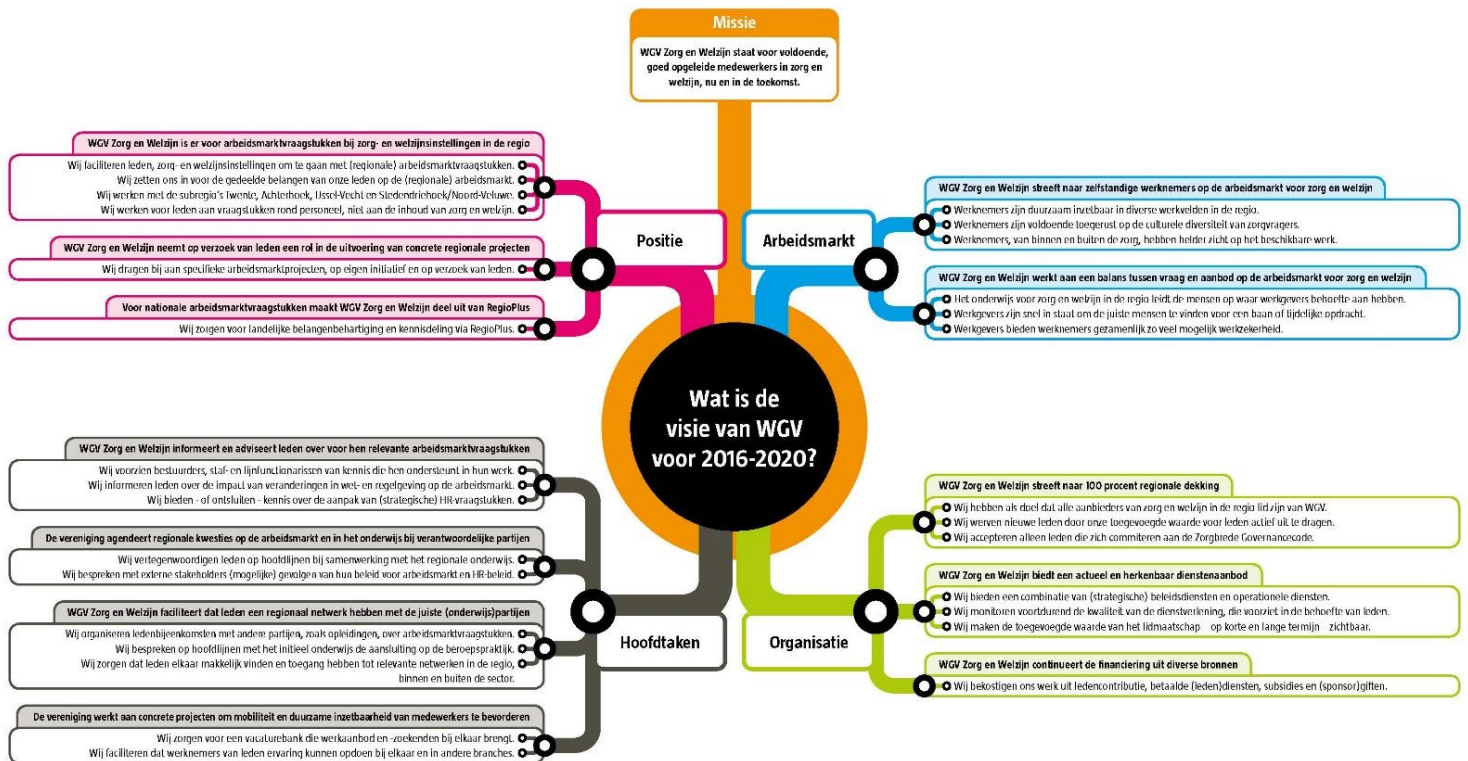 Missie
WGV Zorg en Welzijn staat voor voldoende,
goed opgeleide medewerkers in zorg en
welzijn, nu en in de toekomst.
WGV Zorg en Welzijn is er voor arbeidsmarktvraagstukken bij zorg- en welzijnsinstellingen in de regio
Wij faciliteren leden, zorg- en welzijnsinstellingen om te gaan met (regionale) arbeidsmarktvraagstukken.
Wij zetten ons in voor de gedeelde belangen van onze leden op de (regionale) arbeidsmarkt.
Wij werken met de subregio's Twente, Achterhoek, IJssel-Vecht en Stedendriehoek/Noord-Veluwe.
Wij werken voor leden aan vraagstukken rond personeel, niet aan de inhoud van zorg en welzijn.
WGV Zorg en Welzijn neemt op verzoek van leden een rol in de uitvoering van concrete regionale projecten
Wij dragen bij aan specifieke arbeidsmarktprojecten, op eigen initiatief en op verzoek van leden.
Voor nationale arbeidsmarktvraagstukken maakt WGV Zorg en Welzijn deel uit van RegioPlus
Wij zorgen voor landelijke belangenbehartiging en kennisdeling via RegioPlus.
Positie
Arbeidsmarkt
WGV Zorg en Welzijn streeft naar zelfstandige werknemers op de arbeidsmarkt voor zorg en welzijn
Werknemers zijn duurzaam inzetbaar in diverse werkvelden in de regio.
Werknemers zijn voldoende toegerust op de culturele diversiteit van zorgvragers.
Werknemers, van binnen en buiten de zorg, hebben helder zicht op het beschikbare werk.
WGV Zorg en Welzijn werkt aan een balans tussen vraag en aanbod op de arbeidsmarkt voor zorg en welzijn
Het onderwijs voor zorg en welzijn in de regio leidt de mensen op waar werkgevers behoefte aan hebben.
Werkgevers zijn snel in staat om de juiste mensen te vinden voor een baan of tijdelijke opdracht.
Werkgevers bieden werknemers gezamenlijk zo veel mogelijk werkzekerheid.
Wat is de
visie van WGV
voor 2016-2020?
WGV Zorg en Welzijn informeert en adviseert leden over voor hen relevante arbeidsmarktvraagstukken
Wij voorzien bestuurders, staf- en lijnfunctionarissen van kennis die hen ondersteunt in hun werk.
Wij informeren leden over de impact van veranderingen in wet- en regelgeving op de arbeidsmarkt.
Wij bieden - of ontsluiten - kennis over de aanpak van (strategische) HR-vraagstukken.
De vereniging agendeert regionale kwesties op de arbeidsmarkt en in het onderwijs bij verantwoordelijke partijen
Wij vertegenwoordigen leden op hoofdlijnen bij samenwerking met het regionale onderwijs.
Wij bespreken met externe stakeholders (mogelijke) gevolgen van hun beleid voor arbeidsmarkt en HR-beleid.
WGV Zorg en Welzijn faciliteert dat leden een regionaal netwerk hebben met de juiste (onderwijs)partijen
Wij organiseren ledenbijeenkomsten met andere partijen, zoals opleidingen, over arbeidsmarktvraagstukken.
Wij bespreken op hoofdlijnen met het initieel onderwijs de aansluiting op de beroepspraktijk.
Wij zorgen dat leden elkaar makkelijk vinden en toegang hebben tot relevante netwerken in de regio,
binnen en buiten de sector.
De vereniging werkt aan concrete projecten om mobiliteit en duurzame inzetbaarheid van medewerkers te bevorderen
Wij zorgen voor een vacaturebank die werkaanbod en -zoekenden bij elkaar brengt.
Wij faciliteren dat werknemers van leden ervaring kunnen opdoen bij elkaar en in andere branches.
Hoofdtaken
Organisatie
WGV Zorg en Welzijn streeft naar 100 procent regionale dekking
Wij hebben als doel dat alle aanbieders van zorg en welzijn in de regio lid zijn van WGV.
Wij werven nieuwe leden door onze toegevoegde waarde voor leden actief uit te dragen.
Wij accepteren alleen leden die zich commiteren aan de Zorgbrede Governancecode.
WGV Zorg en Welzijn biedt een actueel en herkenbaar dienstenaanbod
Wij bieden een combinatie van (strategische) beleidsdiensten en operationele diensten.
Wij monitoren voortdurend de kwaliteit van de dienstverlening, die voorziet in de behoefte van leden.
Wij maken de toegevoegde waarde van het lidmaatschap op korte en lange termijn zichtbaar.
WGV Zorg en Welzijn continueert de financiering uit diverse bronnen
Wij bekostigen ons werk uit ledencontributie, betaalde (leden)diensten, subsidies en (sponsor)giften.